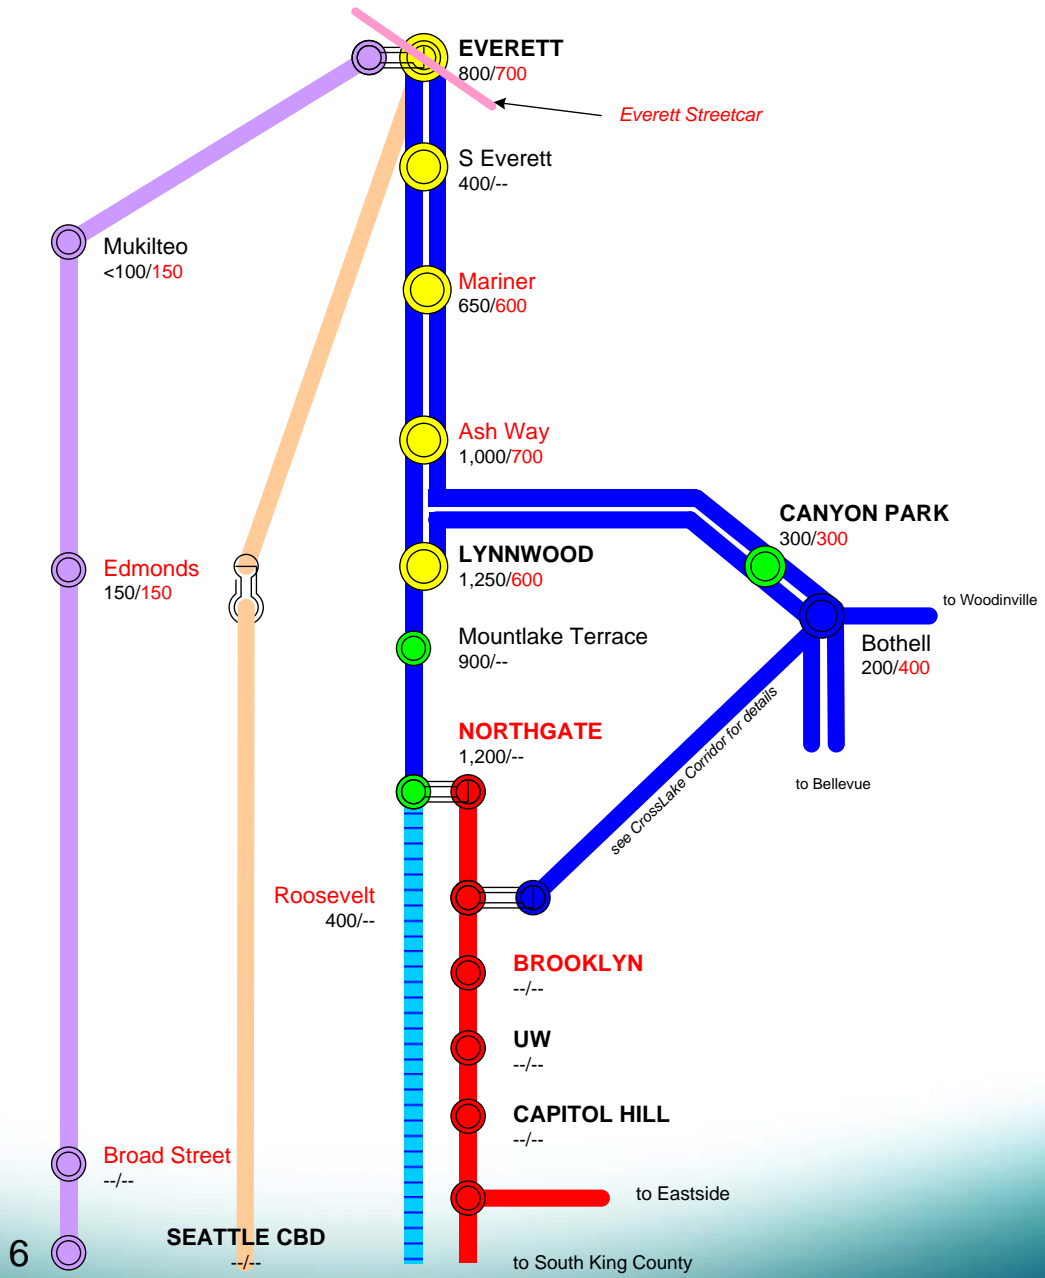 EVERETT
800/700
Everett Streetcar
S Everett
400/--
Mukilteo
<100/150
Mariner
650/600
Ash Way
1,000/700
CANYON PARK
300/300
LYNNWOOD
1,250/600
Edmonds
150/150
to Woodinville
Mountlake Terrace
900/--
Bothell
200/400
see CrossLake Corridor for details
NORTHGATE
1,200/--
to Bellevue
Roosevelt
400/--
BROOKLYN
--/--
UW
--/--
CAPITOL HILL
--/--
Broad Street
--/--
to Eastside
SEATTLE CBD
--/--
to South King County
6